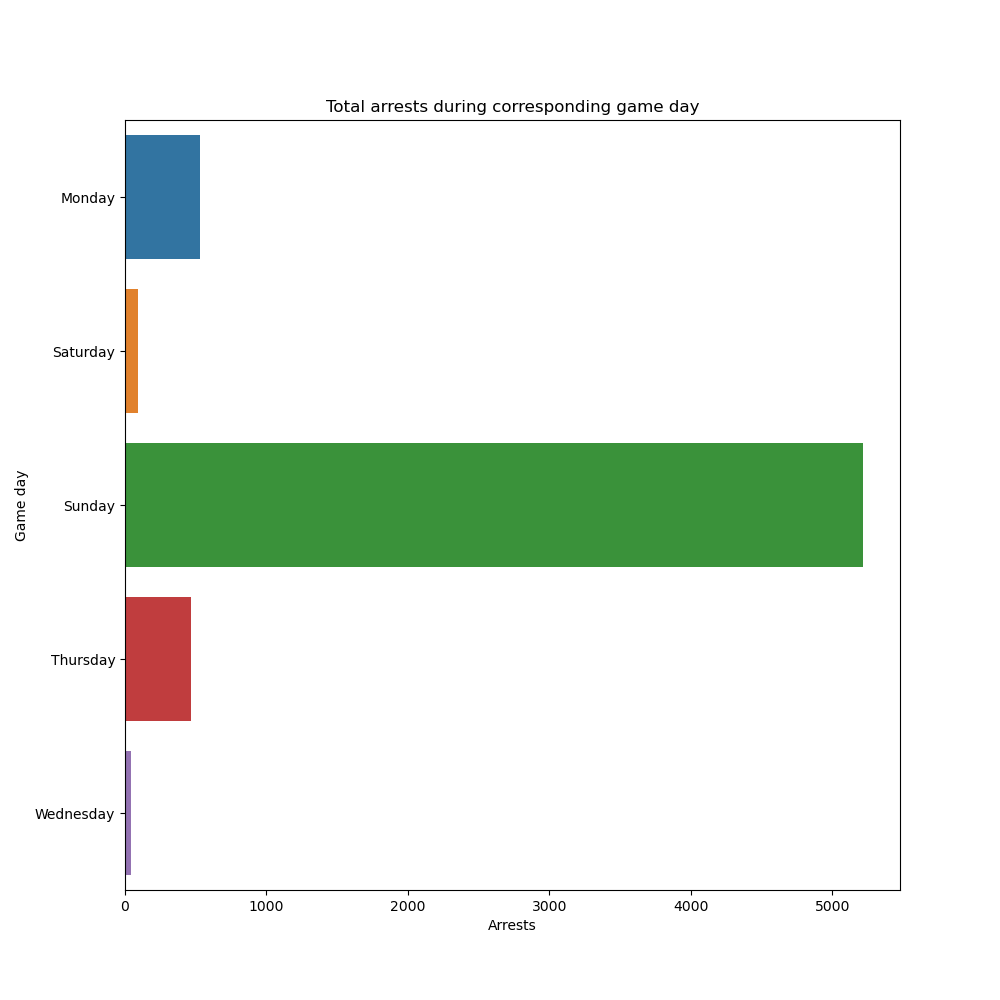 Total arrests during corresponding game day
Monday
Saturday
Sunday
Thursday
Wednesday
Game day
0 1000 2000 3000 4000 5000
Arrests